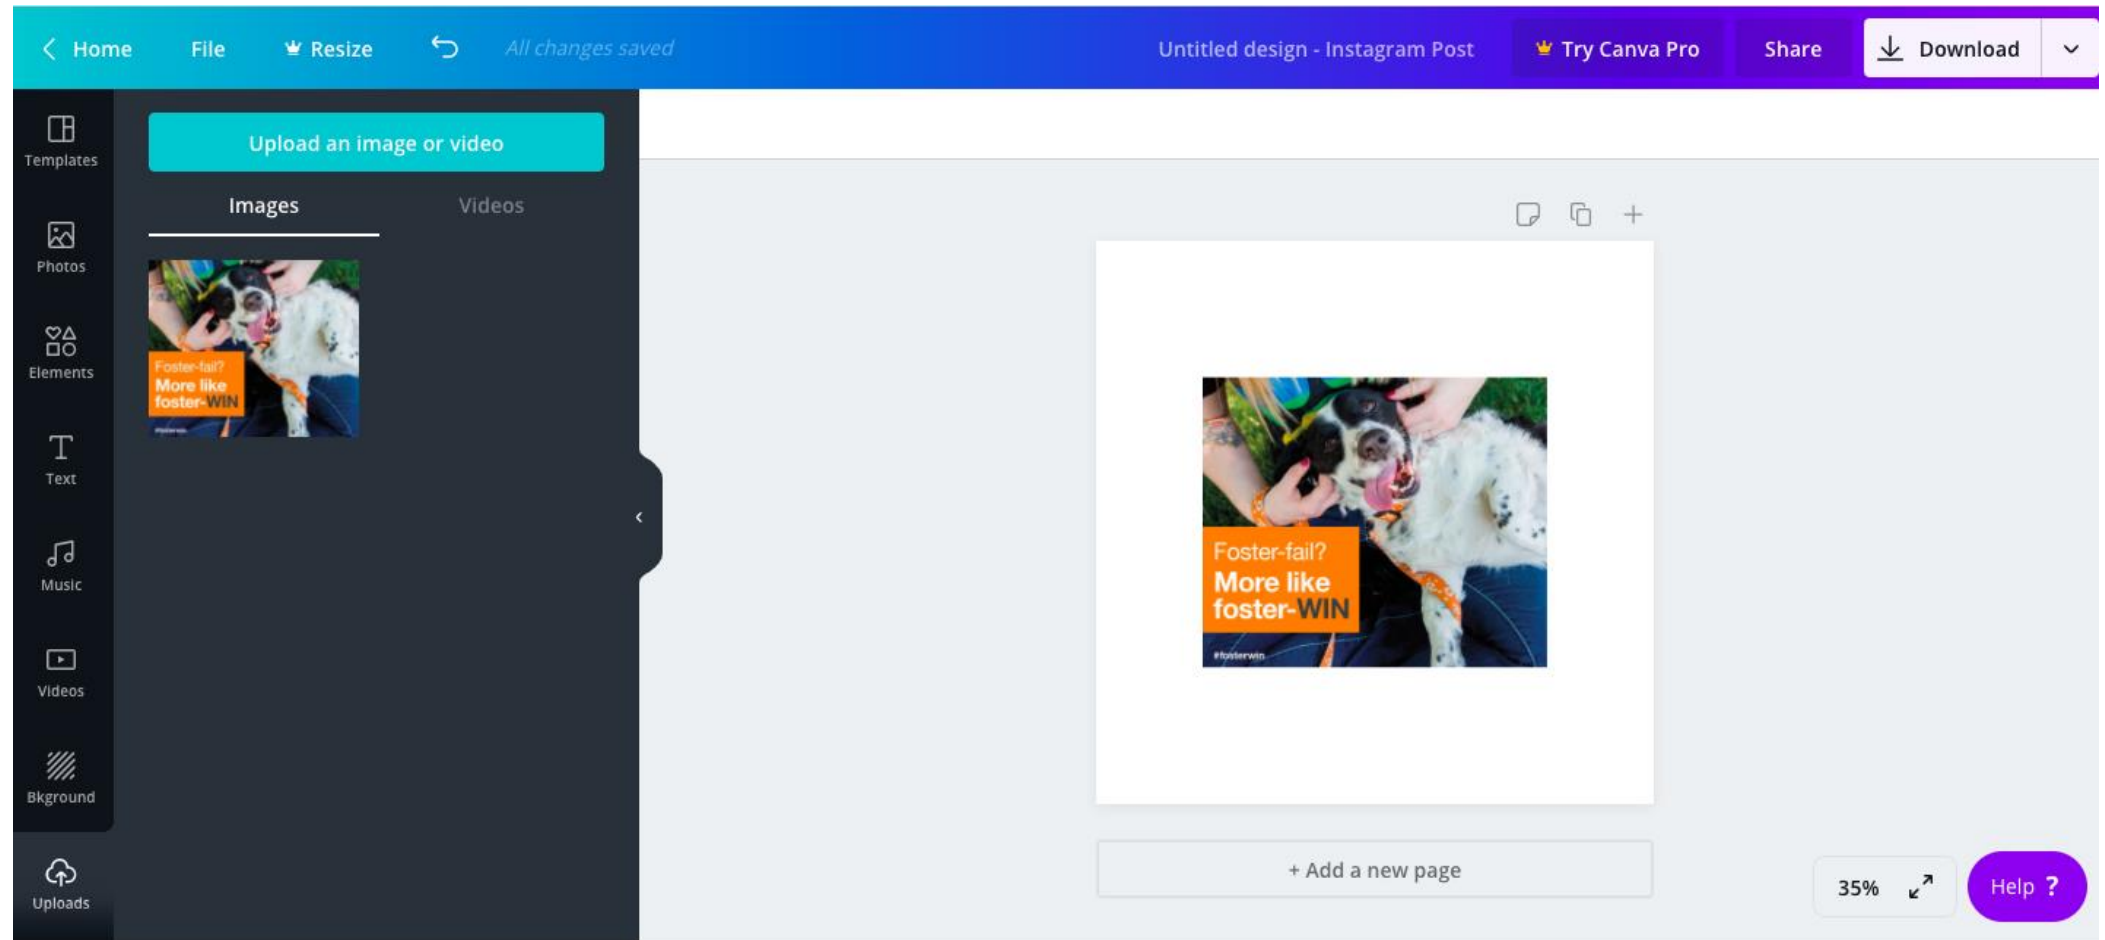 Home File Resize All changes saved Untitled design - Instagram Post Try Canva Pro Share Download
Templates
Photos
Elements
Text
Music
Videos
Bkground
Uploads
Upload an image or video
Images Videos
Foster-fail?
More like
foster-WIN
#fosterwin
Foster-fail?
More like
foster-WIN
#fosterwin
+ Add a new page
35%
Help ?